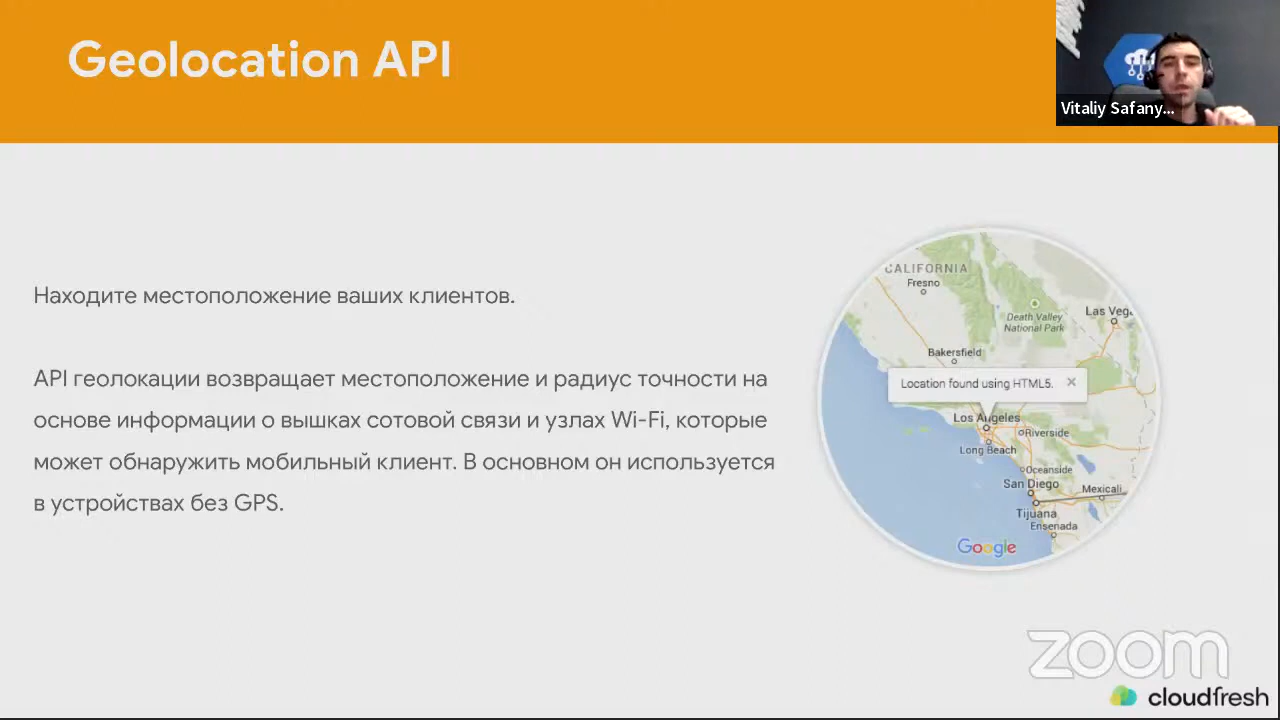 Geolocation API
Vitaliy Safany...
Находите местоположение ваших клиентов.
API геолокации возвращает местоположение и радиус точности на
основе информации о вышках сотовой связи и узлах Wi-Fi, которые
может обнаружить мобильный клиент. В основном он используется
в устройствах без GPS.
CALIFORNIA
Fresno
Death Valley
National Park
Las Veg
Bakersfield
Location found using HTML5.
Los Angeles
Riverside
Long Beach
Oceanside
San Diego
Mexicali
Tijuana
Ensenada
Google
zoom
cloudfresh